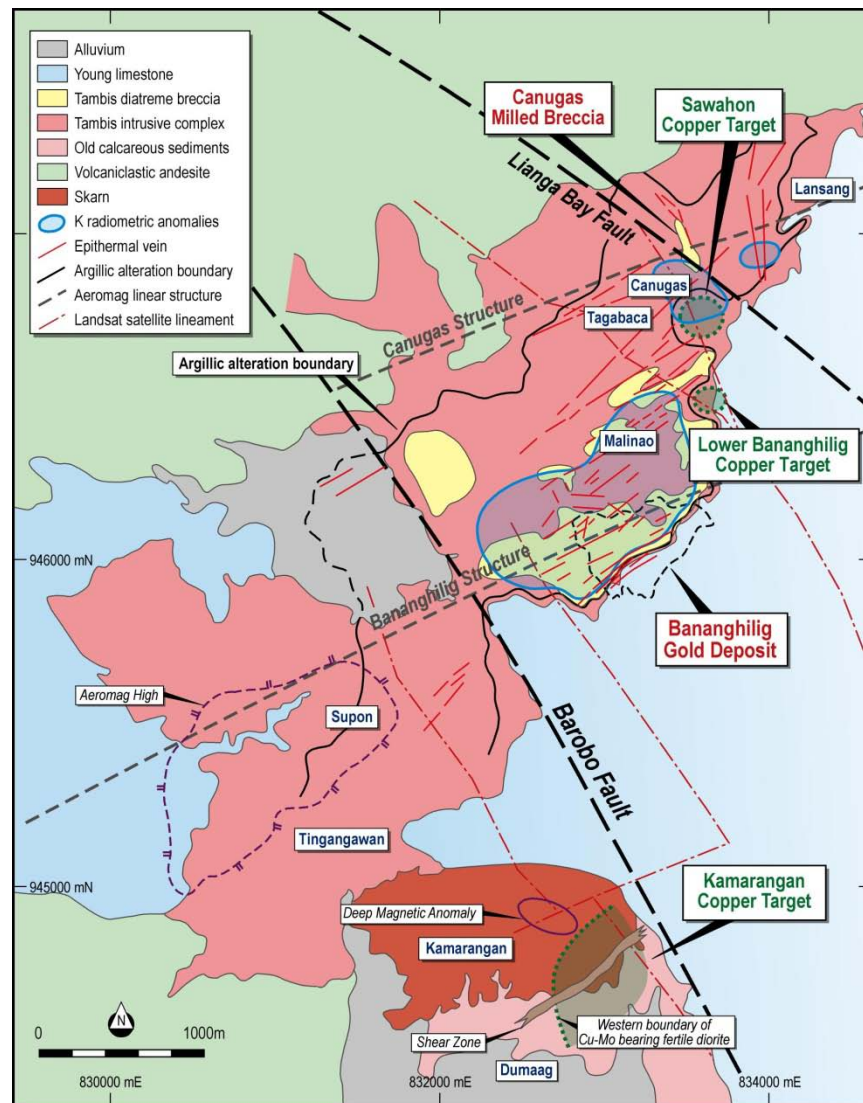 Alluvium
Young limestone
Tambis diatreme breccia
Tambis intrusive complex
Old calcareous sediments
Volcaniclastic andesite
Skarn
K radiometric anomalies
Epithermal vein
Argillic alteration boundary
Aeromag linear structure
Landsat satellite lineament
Canugas
Milled Breccia
Sawahon
Copper Target
Lianga Bay Fault
Lansang
Canugas
Tagabaca
Canugas Structure
Argillic alteration boundary
Malinao
Lower Bananghilig
Copper Target
946000 mN
Bananghilig Structure
Bananghilig
Gold Deposit
Aeromag High
Supon
Barobo Fault
Tingangawan
945000 mN
Kamarangan
Copper Target
Deep Magnetic Anomaly
Kamarangan
N
0
1000m
Shear Zone
Western boundary of
Cu-Mo bearing fertile diorite
Dumaag
830000 mE
832000 mE
834000 mE